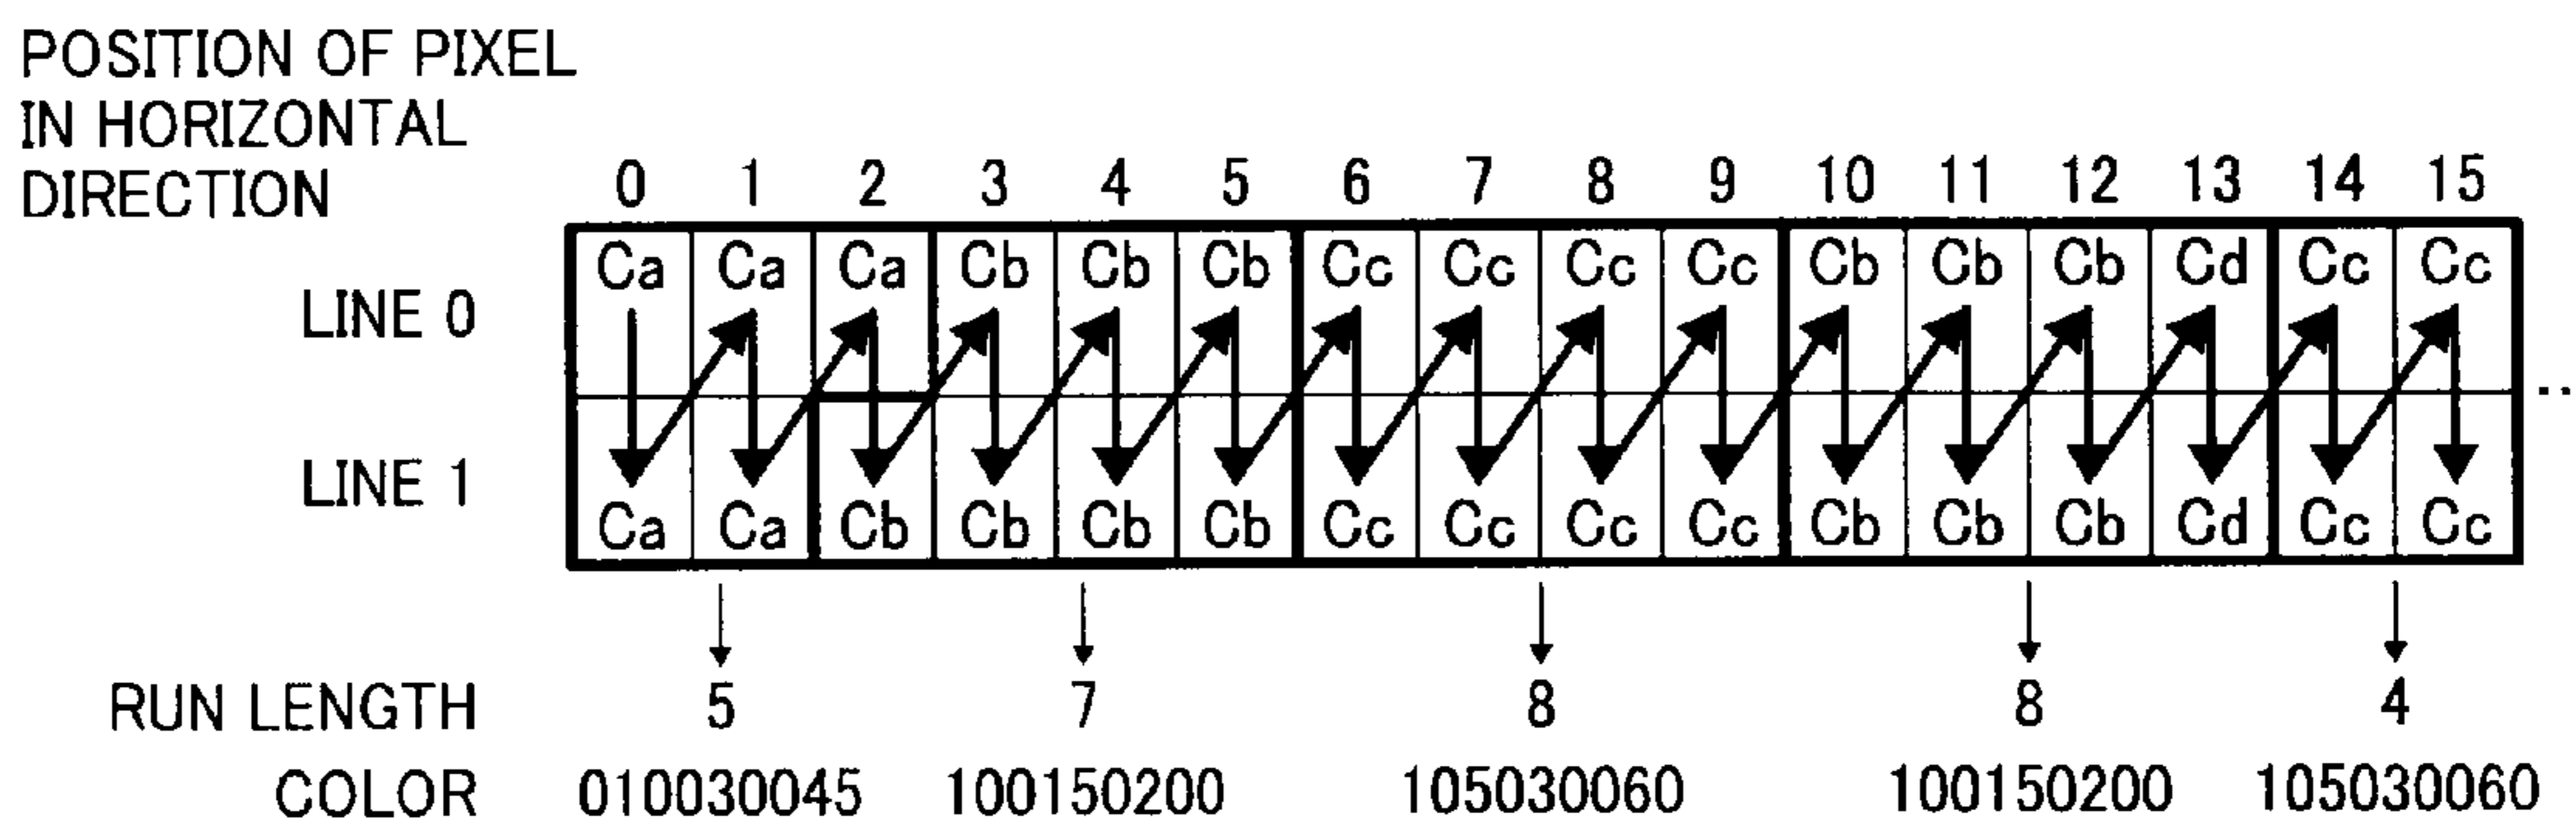 POSITION OF PIXEL
IN HORIZONTAL
DIRECTION 0 1 2 3 4 5 6 7 8 9 10 11 12 13 14 15
LINE 0 Ca Ca Ca Cb Cb Cb Cc Cc Cc Cc Cb Cb Cb Cd Cc Cc
LINE 1 Ca Ca Cb Cb Cb Cb Cc Cc Cc Cc Cb Cb Cb Cd Cc Cc
RUN LENGTH 5 7 8 8 4
COLOR 010030045 100150200 105030060 100150200 105030060